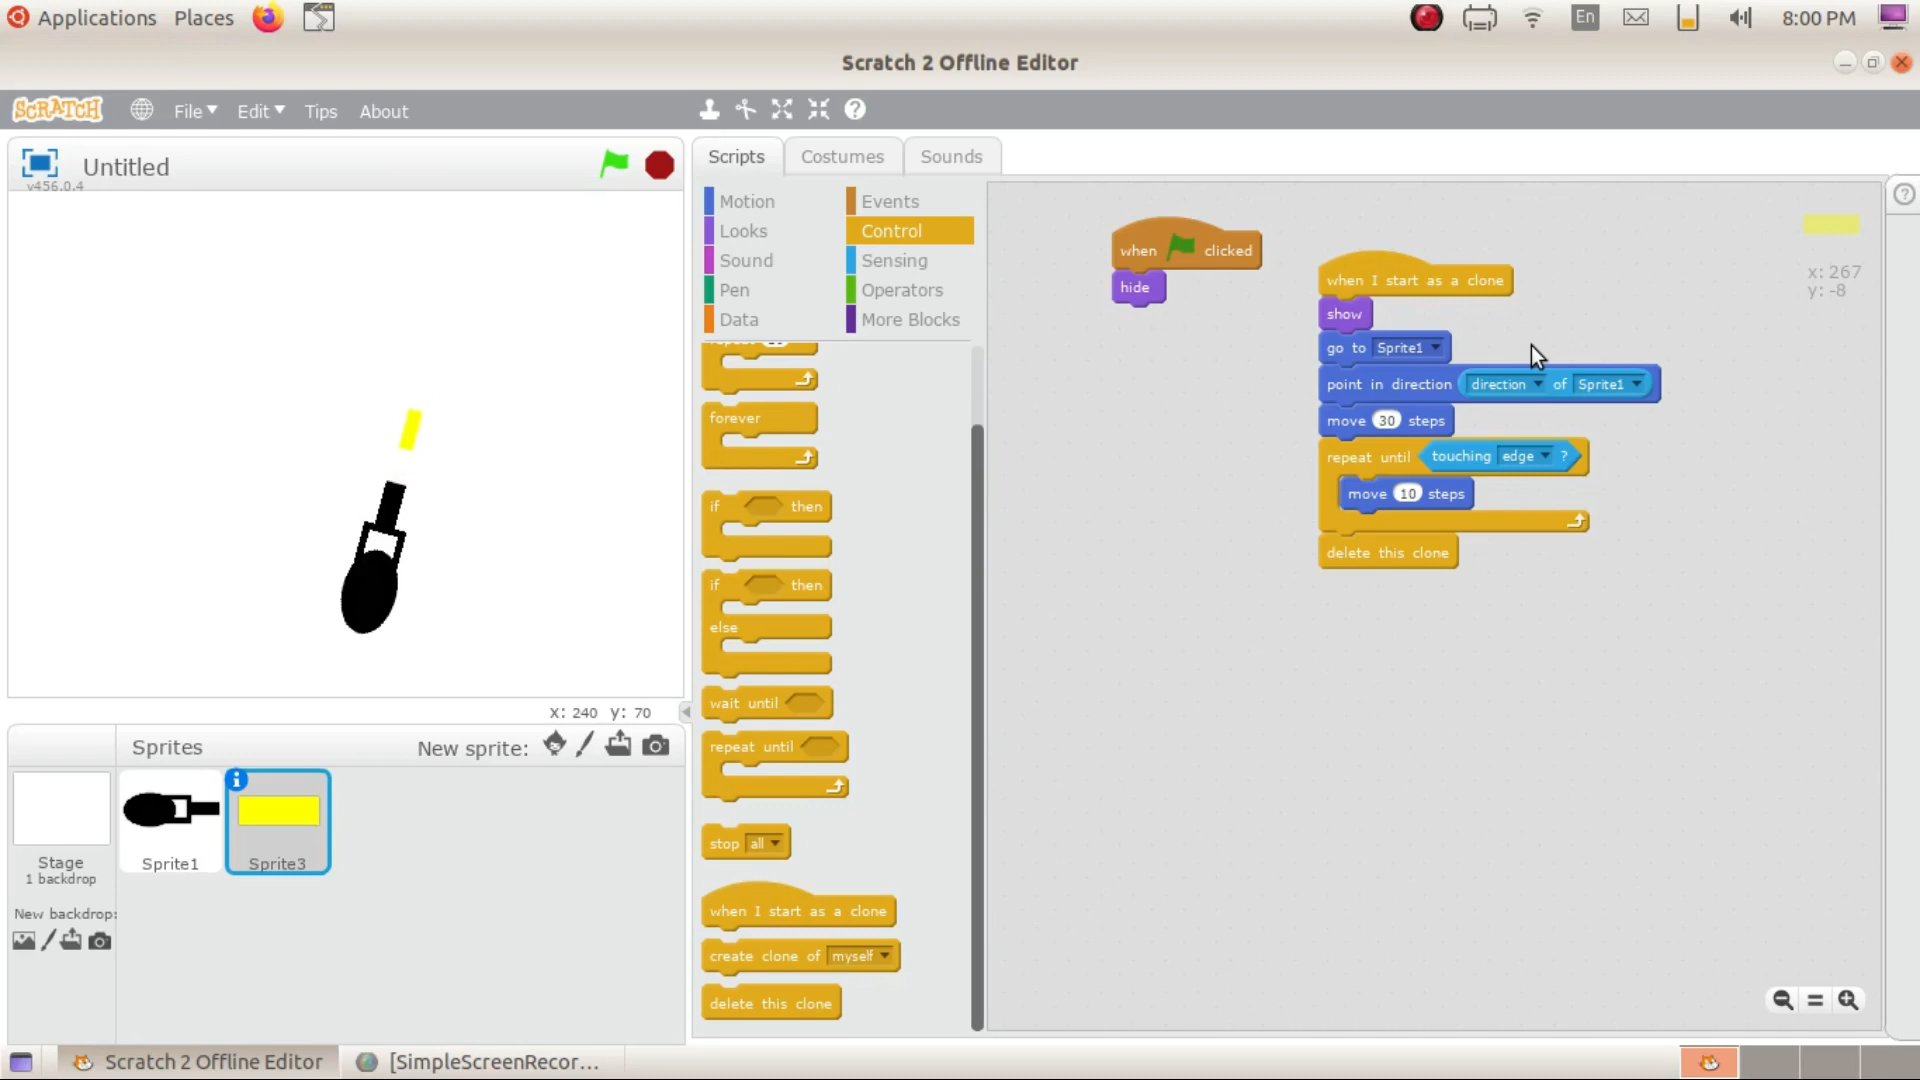 Applications Places En 8:00 PM
Scratch 2 Offline Editor
SCRATCH File Edit Tips About
Untitled
v456.0.4
Scripts Costumes Sounds
Motion Events
Looks Control
Sound Sensing
Pen Operators
Data More Blocks
forever
if then
if then
else
wait until
repeat until
stop all
when I start as a clone
create clone of myself
delete this clone
when clicked
hide
when I start as a clone
show
go to Sprite1
point in direction direction of Sprite1
move 30 steps
repeat until touching edge ?
move 10 steps
delete this clone
x: 267
y: -8
x: 240 y: 70
Sprites New sprite:
Stage
1 backdrop
New backdrop:
Sprite1
Sprite3
Scratch 2 Offline Editor [SimpleScreenRecor...